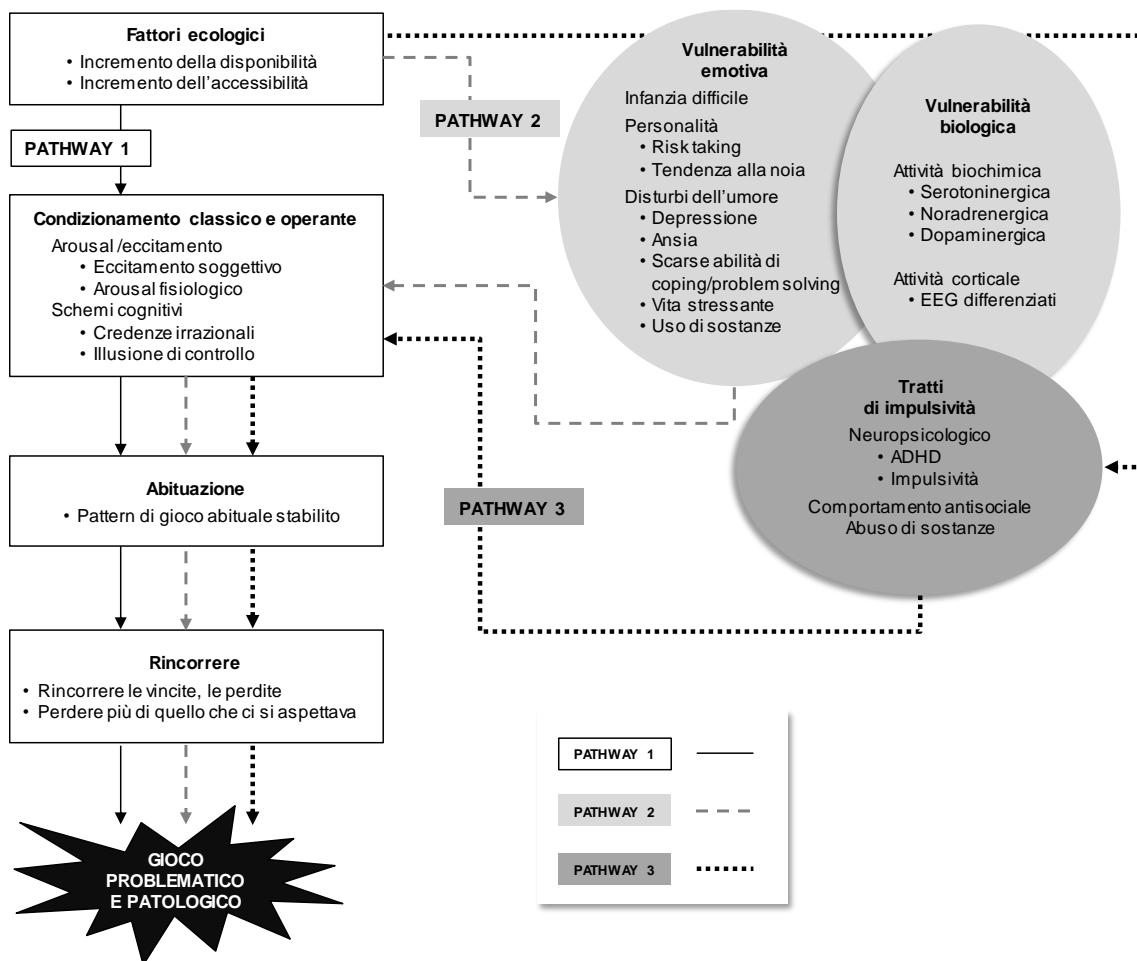 Fattori ecologici
• Incremento della disponibilità
• Incremento dell'accessibilità
PATHWAY 1
PATHWAY 2
Condizionamento classico e operante
Arousal /eccitamento
• Eccitamento soggettivo
• Arousal fisiologico
Schemi cognitivi
• Credenze irrazionali
• Illusione di controllo
Vulnerabilità
emotiva
Infanzia difficile
Personalità
• Risk taking
• Tendenza alla noia
Disturbi dell'umore
• Depressione
• Ansia
• Scarse abilità di
coping/problem solving
• Vita stressante
• Uso di sostanze
Vulnerabilità
biologica
Attività biochimica
• Serotoninergica
• Noradrenergica
• Dopaminergica
Attività corticale
• EEG differenziati
Tratti
di impulsività
Neuropsicologico
• ADHD
• Impulsività
Comportamento antisociale
Abuso di sostanze
PATHWAY 3
Abituazione
• Pattern di gioco abituale stabilito
Rincorrere
• Rincorrere le vincite, le perdite
• Perdere più di quello che ci si aspettava
GIOCO
PROBLEMATICO
E PATOLOGICO
PATHWAY 1
PATHWAY 2
PATHWAY 3